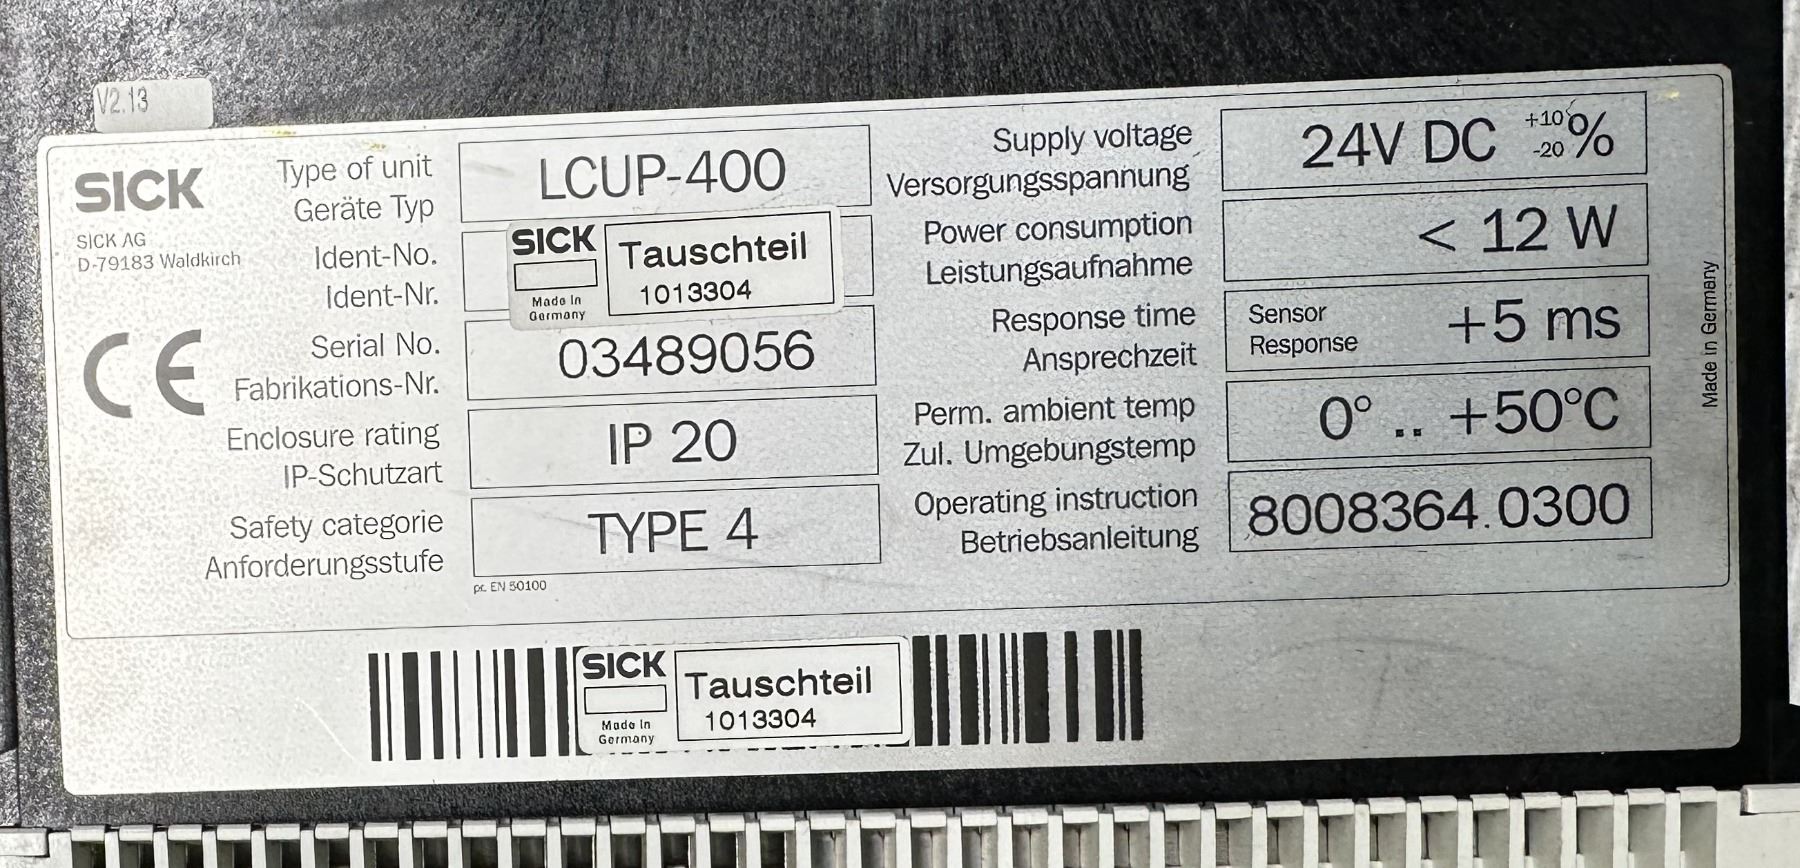 V2.13
SICK
SICK AG
D-79183 Waldkirch
CE
Type of unit
Geräte Typ
LCUP-400
Ident-No.
Ident-Nr.
SICK
Made In
Germany
Tauschteil
1013304
Serial No.
Fabrikations-Nr.
03489056
Enclosure rating
IP-Schutzart
IP 20
Safety categorie
Anforderungsstufe
TYPE 4
pr. EN 50100
Supply voltage
Versorgungsspannung
24V DC +10 -20 %
Power consumption
Leistungsaufnahme
< 12 W
Response time
Ansprechzeit
Sensor
Response
+5 ms
Perm. ambient temp
Zul. Umgebungstemp
0° .. +50°C
Operating instruction
Betriebsanleitung
8008364.0300
Made in Germany
SICK
Made In
Germany
Tauschteil
1013304